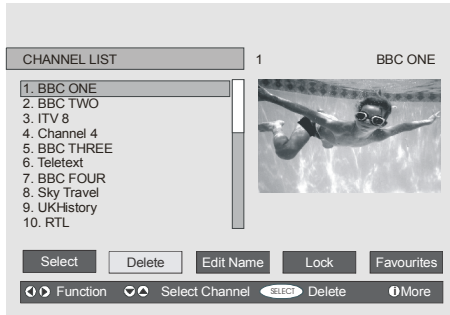 CHANNEL LIST
1 BBC ONE
1. BBC ONE
2. BBC TWO
3. ITV 8
4. Channel 4
5. BBC THREE
6. Teletext
7. BBC FOUR
8. Sky Travel
9. UKHistory
10. RTL
Select Delete Edit Name Lock Favourites
Function Select Channel SELECT Delete i More